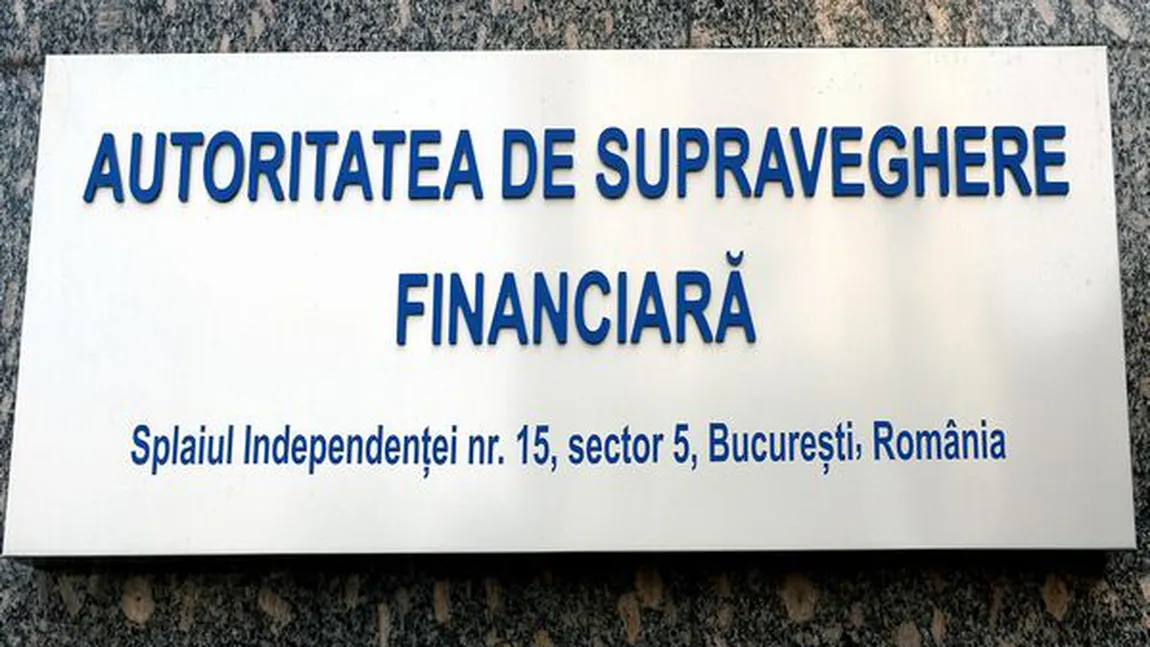 AUTORITATEA DE SUPRAVEGHERE
FINANCIARĂ
Splaiul Independenței nr. 15, sector 5, București, România